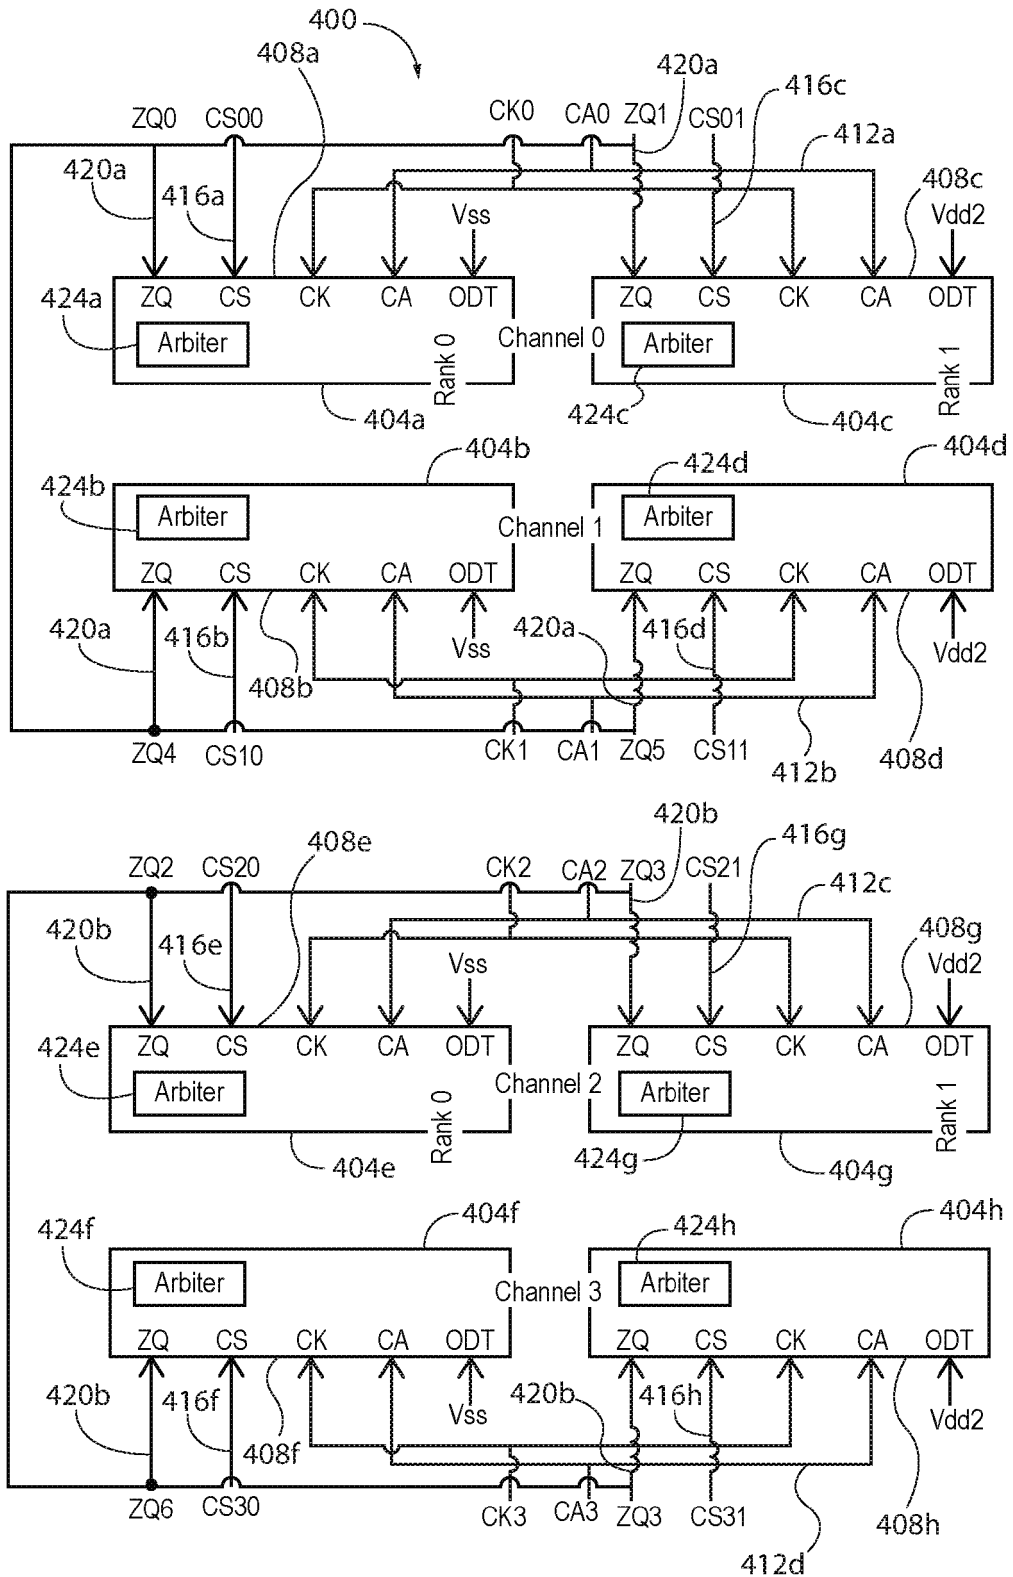 400
408a
420a
416c
ZQ0 CS00 CK0 CA0 ZQ1 CS01
412a
420a
416a
Vss
408c
Vdd2
424a
ZQ CS CK CA ODT
ZQ CS CK CA ODT
Arbiter
Rank 0
Channel 0
Arbiter
Rank 1
404a
424c
404c
404b
424d
404d
424b
Arbiter
Channel 1
Arbiter
ZQ CS CK CA ODT
ZQ CS CK CA ODT
420a
416b
408b
Vss
420a
416d
Vdd2
ZQ4 CS10 CK1 CA1 ZQ5 CS11
412b
408d
420b
408e
416g
ZQ2 CS20 CK2 CA2 ZQ3 CS21
412c
420b
416e
Vss
408g
Vdd2
424e
ZQ CS CK CA ODT
ZQ CS CK CA ODT
Arbiter
Rank 0
Channel 2
Arbiter
Rank 1
404e
424g
404g
404f
424h
404h
424f
Arbiter
Channel 3
Arbiter
ZQ CS CK CA ODT
ZQ CS CK CA ODT
420b
416f
408f
Vss
420b
416h
Vdd2
ZQ6 CS30 CK3 CA3 ZQ3 CS31
412d
408h